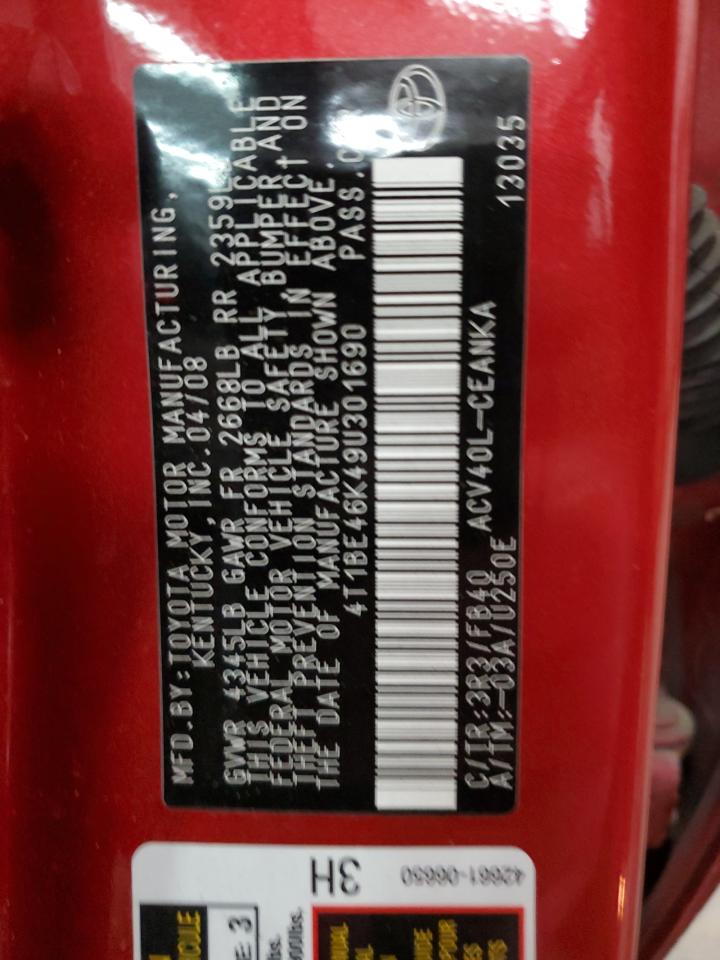 MFD.BY:TOYOTA MOTOR MANUFACTURING,
KENTUCKY,INC.04/08
GVWR 4345LB GAWR FR 2668LB RR 2359LB
THIS VEHICLE CONFORMS TO ALL APPLICABLE
FEDERAL MOTOR VEHICLE SAFETY BUMPER AND
THEFT PREVENTION STANDARDS IN EFFECT ON
THE DATE OF MANUFACTURE SHOWN ABOVE.
4T1BE46K49U301690 PASS.
C/TR:3R3/FB40 ACV40L-CEANKA 13035
A/TM:-03A/U250E
3H
42661-06650
3